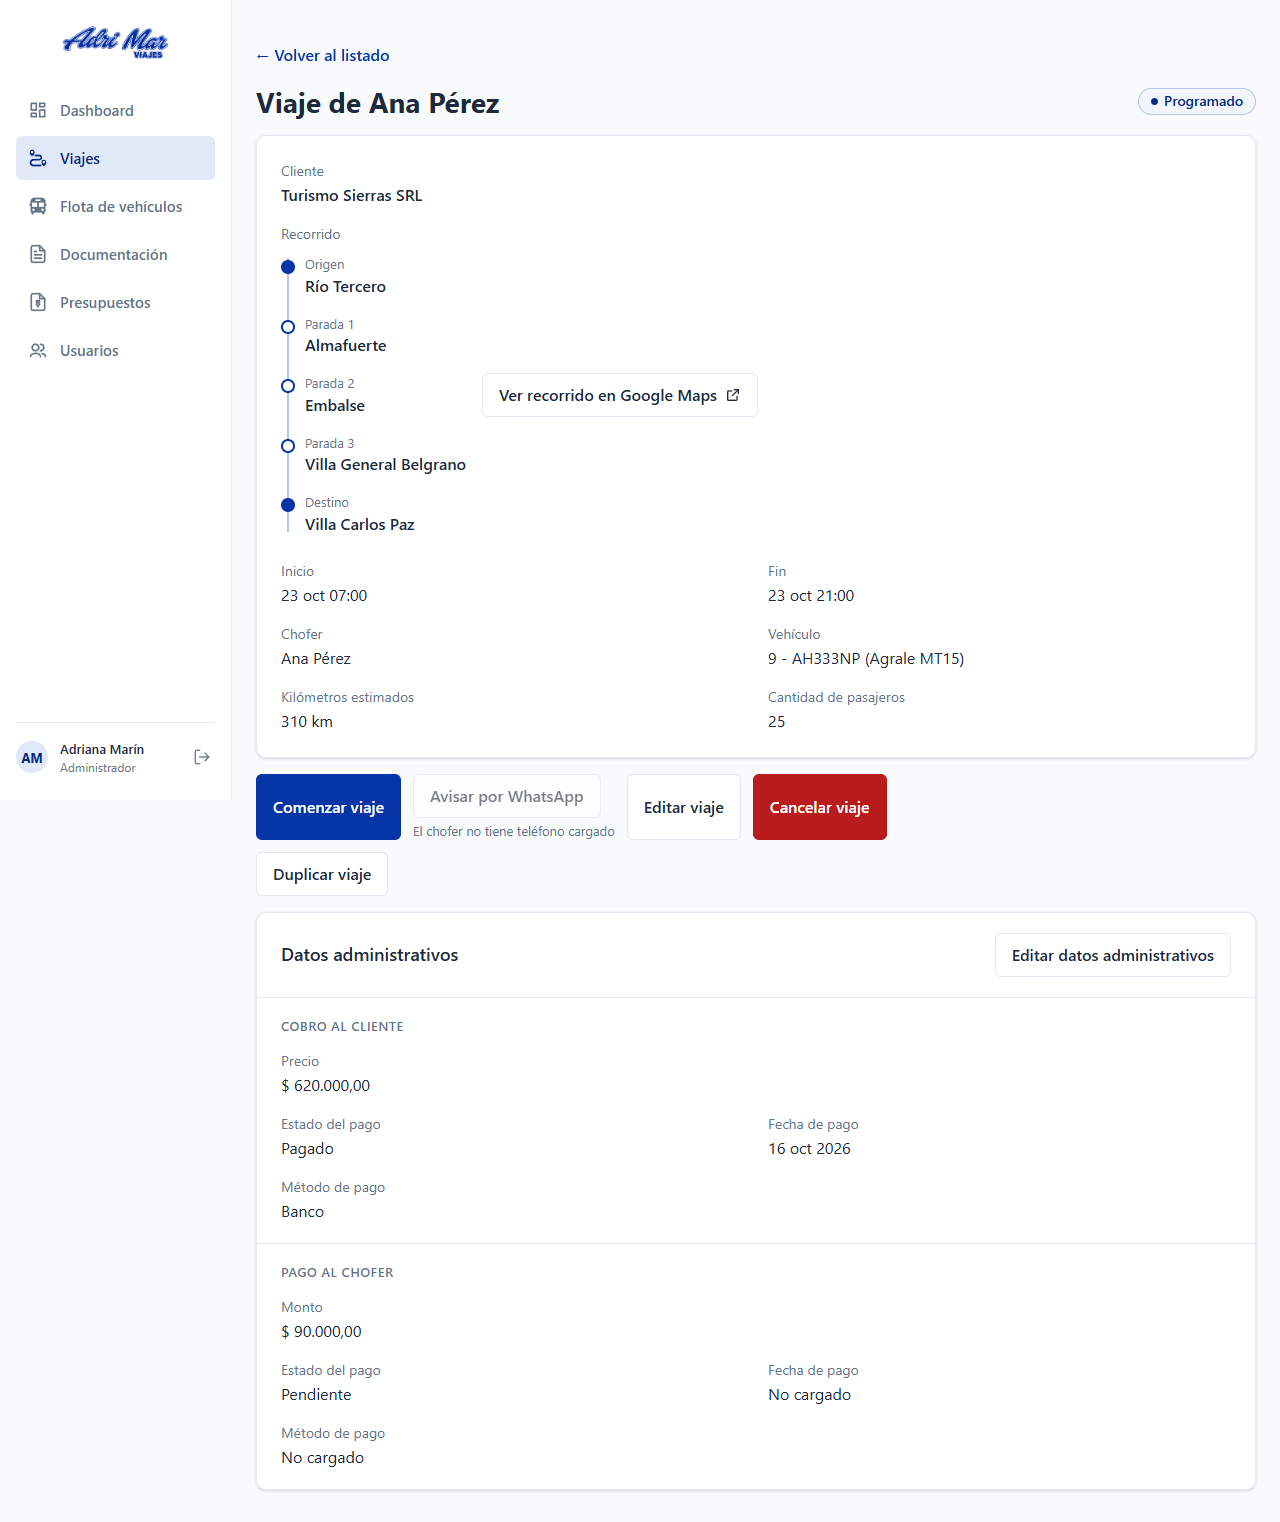 Adri Mar
VIAJES
Dashboard
Viajes
Flota de vehículos
Documentación
Presupuestos
Usuarios
AM
Adriana Marín
Administrador
← Volver al listado
Viaje de Ana Pérez
Programado
Cliente
Turismo Sierras SRL
Recorrido
Origen
Río Tercero
Parada 1
Almafuerte
Parada 2
Embalse
Parada 3
Villa General Belgrano
Destino
Villa Carlos Paz
Ver recorrido en Google Maps
Inicio
23 oct 07:00
Fin
23 oct 21:00
Chofer
Ana Pérez
Vehículo
9 - AH333NP (Agrale MT15)
Kilómetros estimados
310 km
Cantidad de pasajeros
25
Comenzar viaje
Avisar por WhatsApp
El chofer no tiene teléfono cargado
Editar viaje
Cancelar viaje
Duplicar viaje
Datos administrativos
Editar datos administrativos
COBRO AL CLIENTE
Precio
$ 620.000,00
Estado del pago
Pagado
Fecha de pago
16 oct 2026
Método de pago
Banco
PAGO AL CHOFER
Monto
$ 90.000,00
Estado del pago
Pendiente
Fecha de pago
No cargado
Método de pago
No cargado